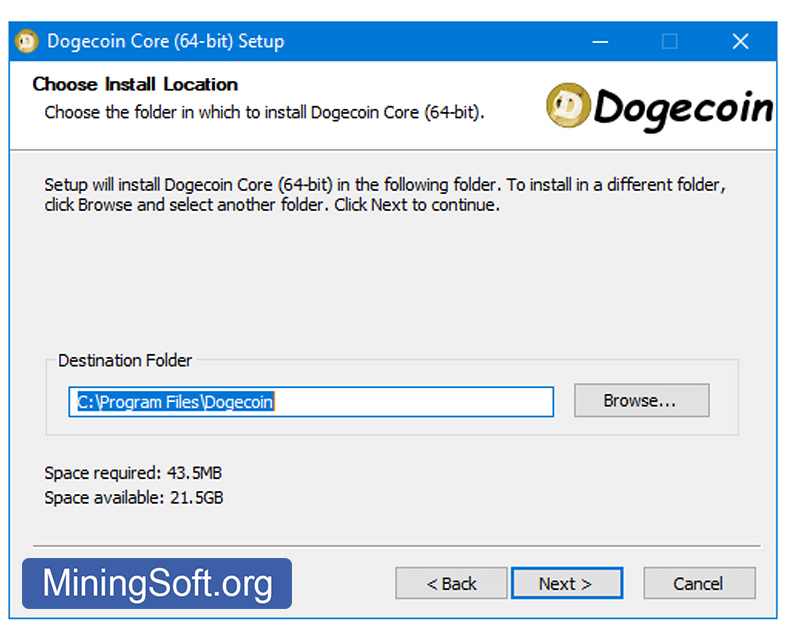 Dogecoin Core (64-bit) Setup
Choose Install Location
Choose the folder in which to install Dogecoin Core (64-bit).
Dogecoin
Setup will install Dogecoin Core (64-bit) in the following folder. To install in a different folder,
click Browse and select another folder. Click Next to continue.
Destination Folder
C:\Program Files\Dogecoin
Browse...
Space required: 43.5MB
Space available: 21.5GB
MiningSoft.org
< Back
Next >
Cancel